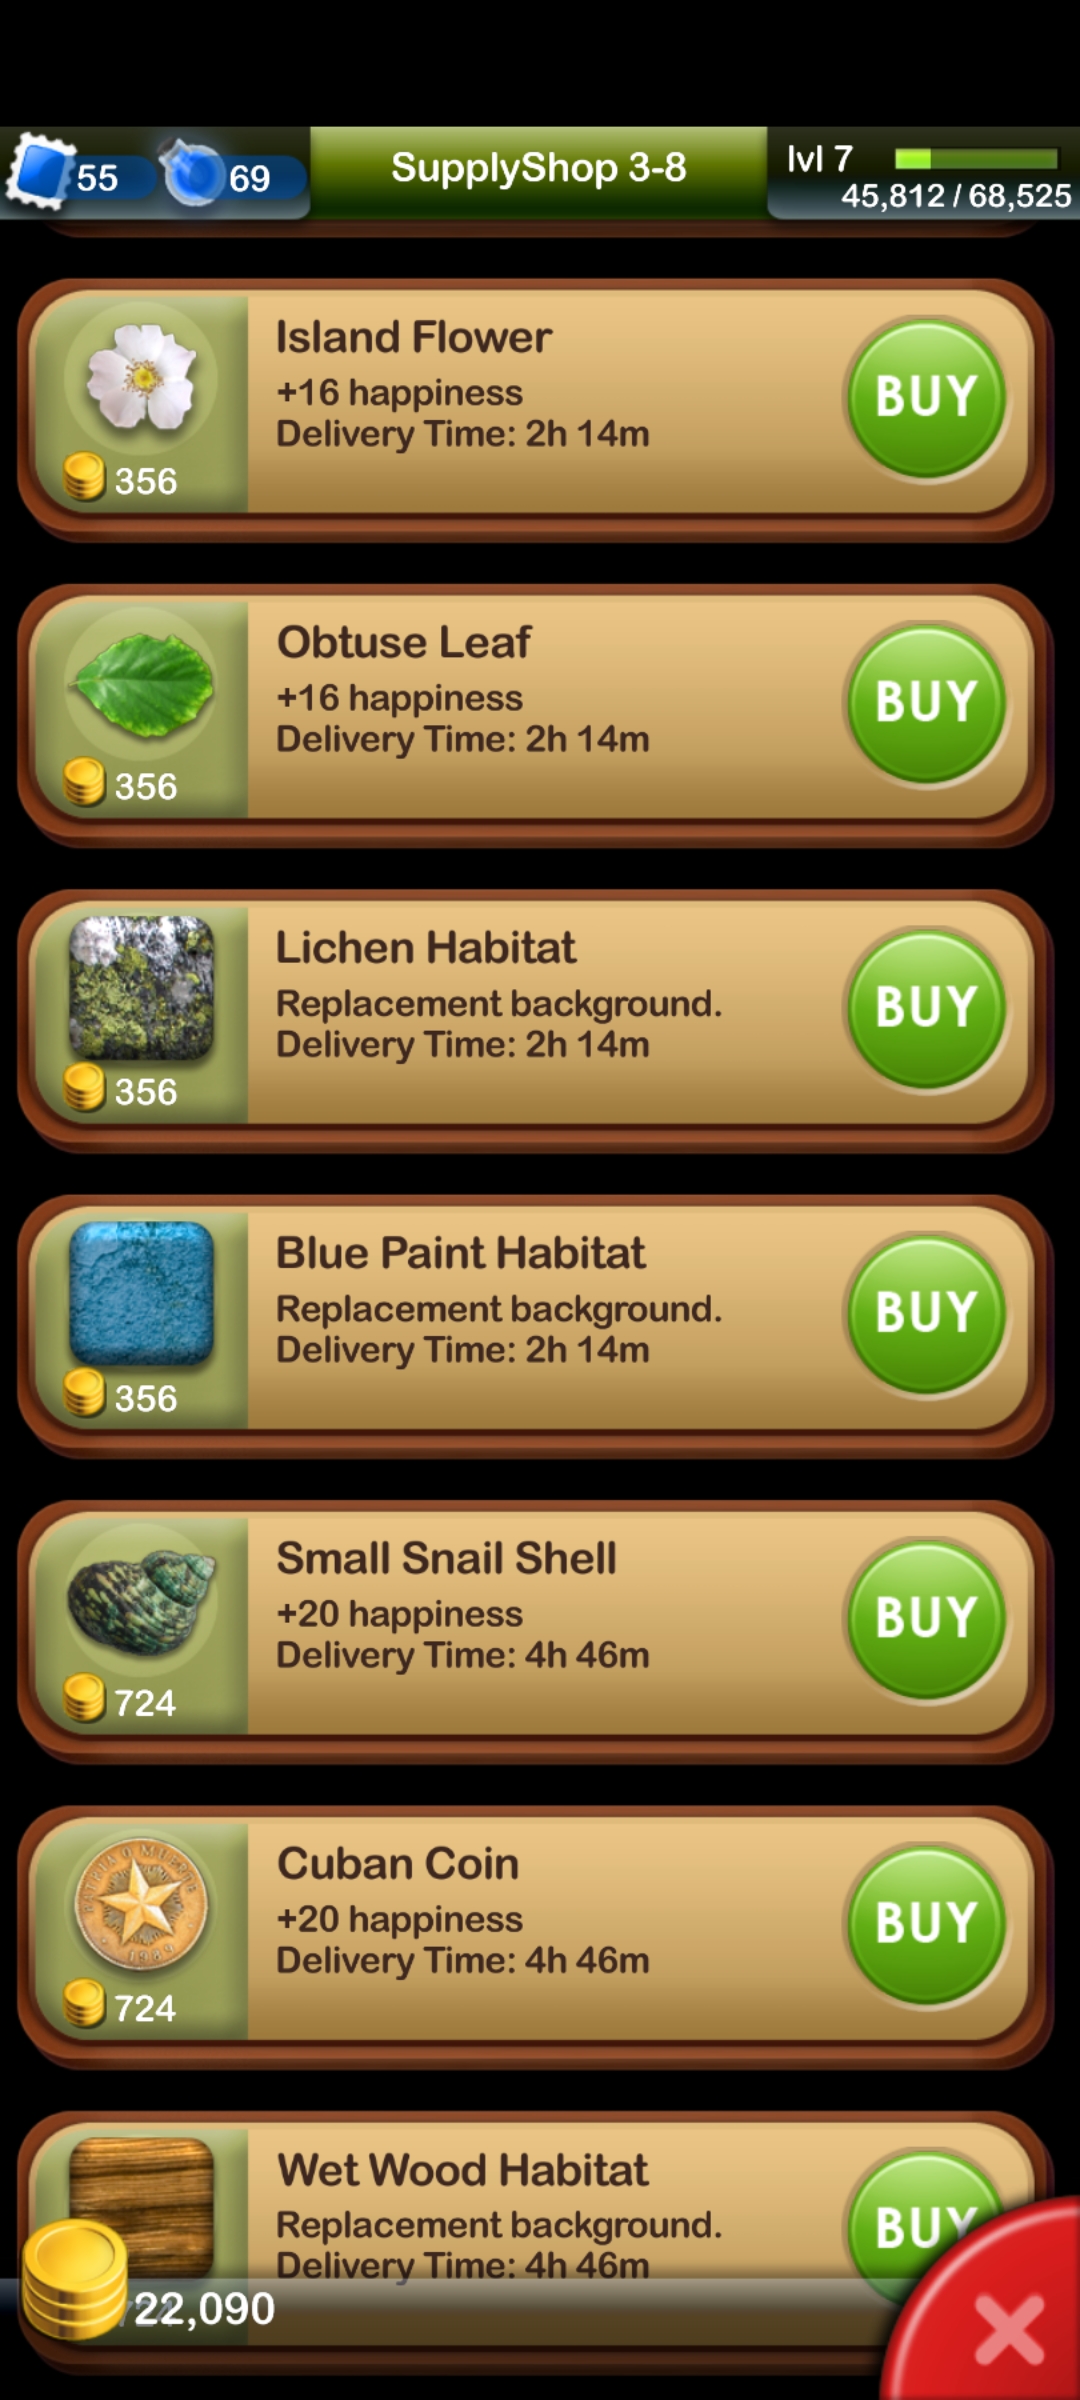 55
69
SupplyShop 3-8
lvl 7
45,812 / 68,525
Island Flower
+16 happiness
Delivery Time: 2h 14m
356
BUY
Obtuse Leaf
+16 happiness
Delivery Time: 2h 14m
356
BUY
Lichen Habitat
Replacement background.
Delivery Time: 2h 14m
356
BUY
Blue Paint Habitat
Replacement background.
Delivery Time: 2h 14m
356
BUY
Small Snail Shell
+20 happiness
Delivery Time: 4h 46m
724
BUY
Cuban Coin
+20 happiness
Delivery Time: 4h 46m
PATRIA O MUERTE
1989
724
BUY
Wet Wood Habitat
Replacement background.
Delivery Time: 4h 46m
BUY
22,090